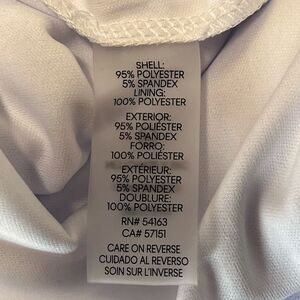 SHELL:
95% POLYESTER
5% SPANDEX
LINING:
100% POLYESTER
EXTERIOR:
95% POLIÉSTER
5% SPANDEX
FORRO:
100% POLIÉSTER
EXTÉRIEUR:
95% POLYESTER
5% SPANDEX
DOUBLURE:
100% POLYESTER
RN# 54163
CA# 57151
CARE ON REVERSE
CUIDADO AL REVERSO
SOIN SUR L'INVERSE